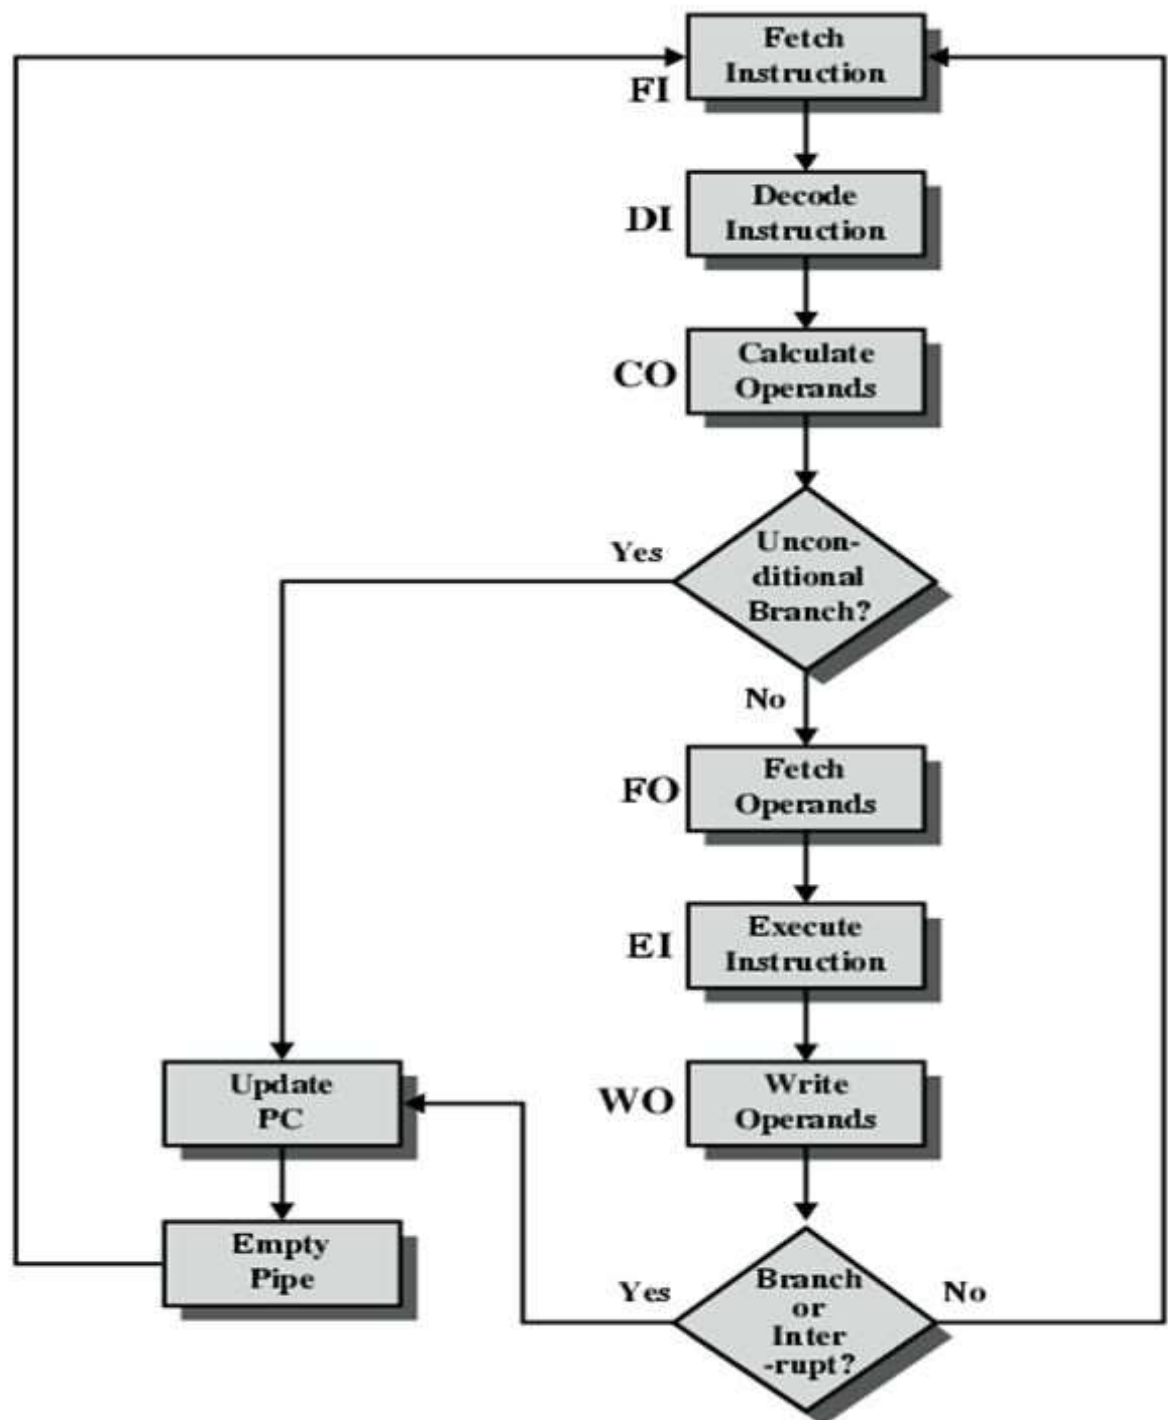 Fetch
Instruction
FI
Decode
Instruction
DI
Calculate
Operands
CO
Uncon-
ditional
Branch?
Yes
No
Fetch
Operands
FO
Execute
Instruction
EI
Update
PC
Write
Operands
WO
Empty
Pipe
Yes
Branch
or
Inter
-rupt?
No